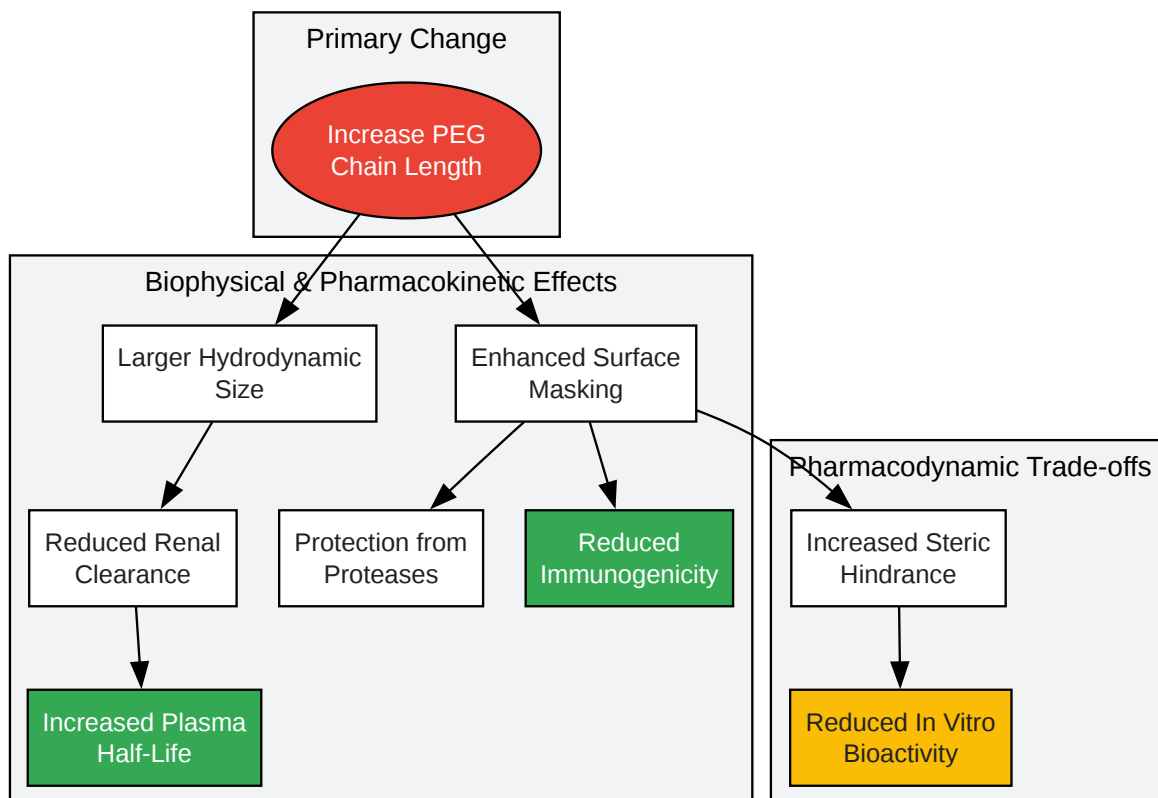 Primary Change
Increase PEG
Chain Length
Biophysical & Pharmacokinetic Effects
Larger Hydrodynamic
Size
Enhanced Surface
Masking
Pharmacodynamic Trade-offs
Reduced Renal
Clearance
Protection from
Proteases
Reduced
Immunogenicity
Increased Steric
Hindrance
Increased Plasma
Half-Life
Reduced In Vitro
Bioactivity